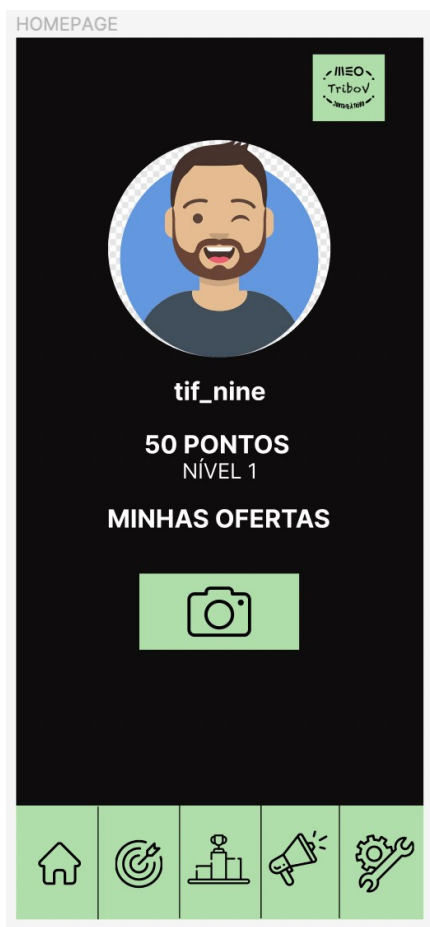 HOMEPAGE
MEO
TriboV
tif_nine
50 PONTOS
NÍVEL 1
MINHAS OFERTAS